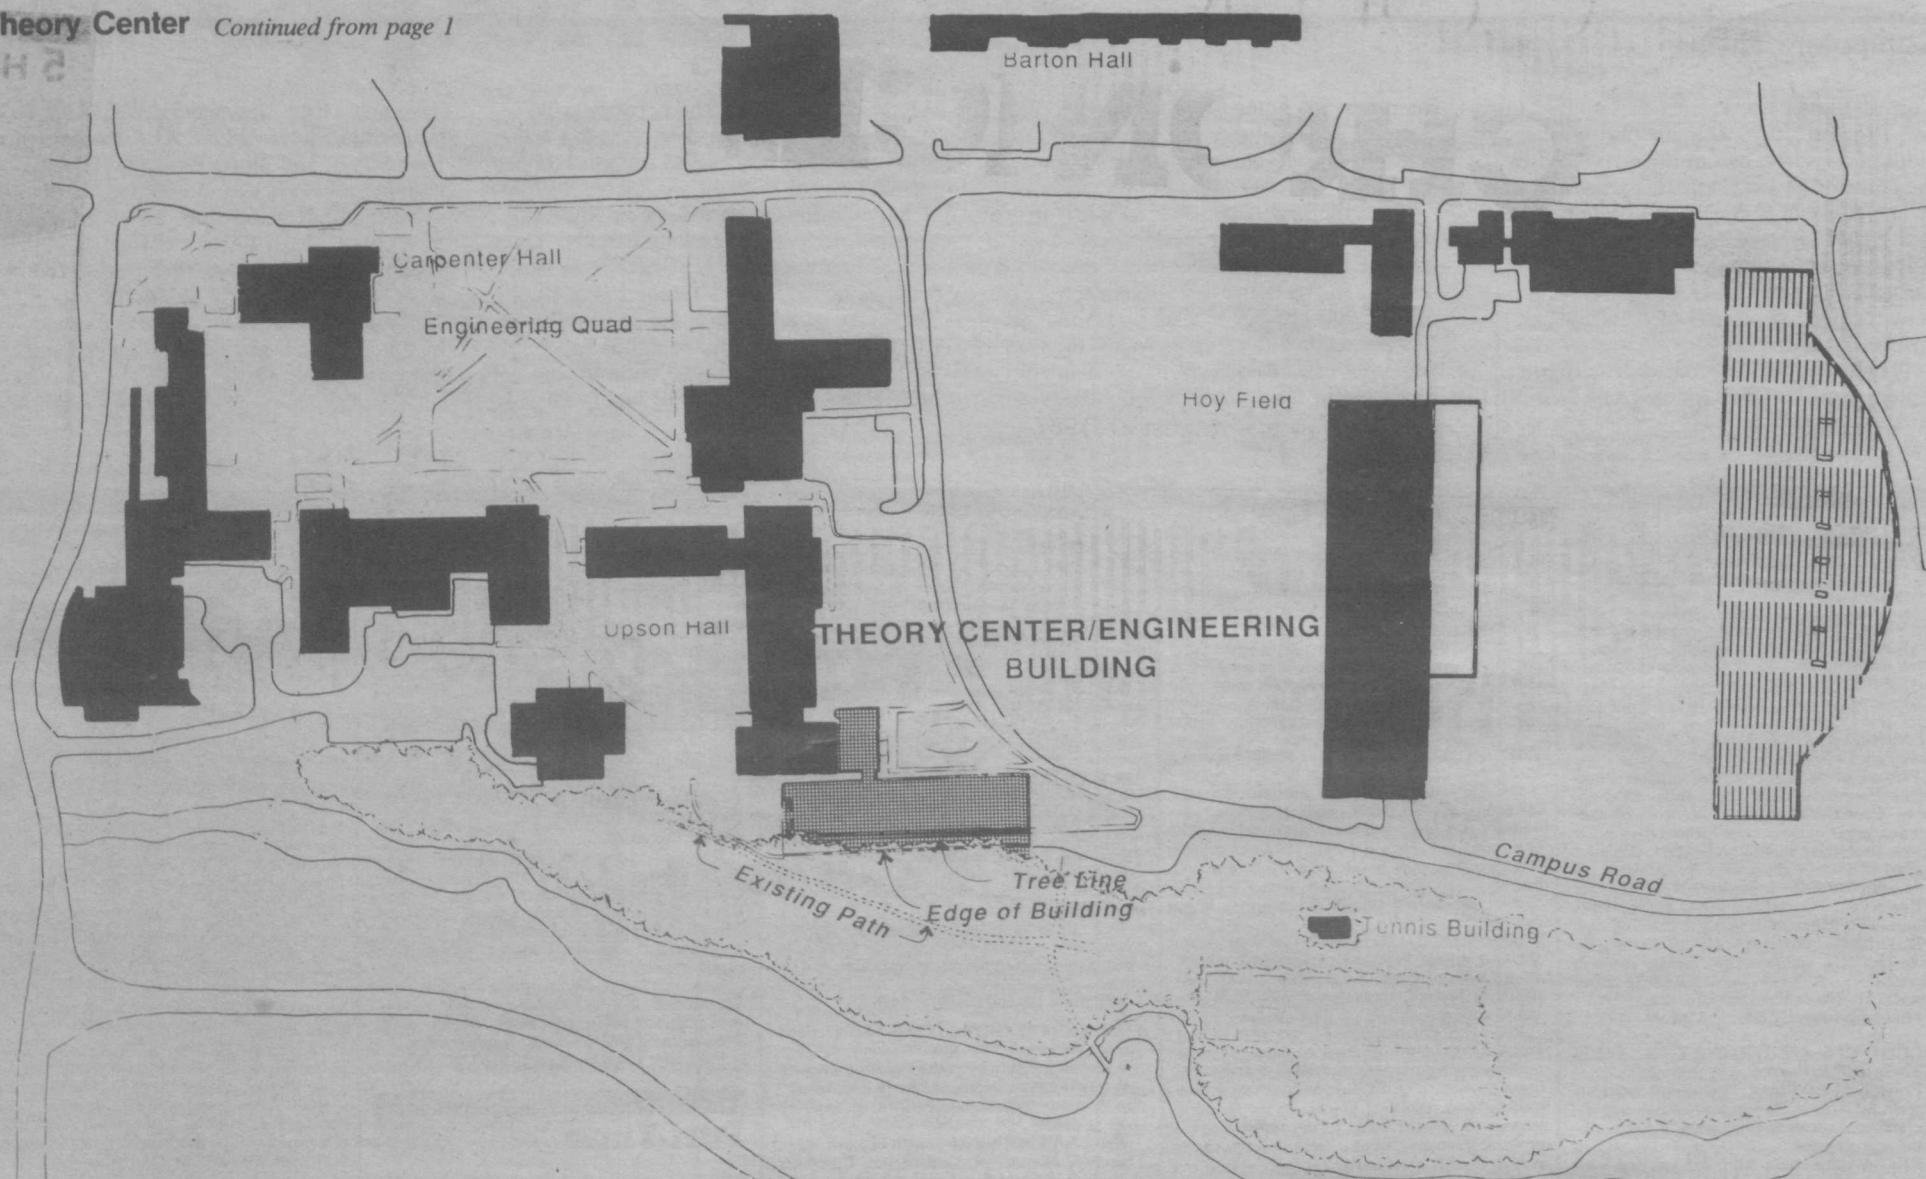 heory Center Continued from page 1
Barton Hall
Carpenter Hall
Engineering Quad
Hoy Field
Upson Hall
THEORY CENTER/ENGINEERING
BUILDING
Campus Road
Tree Line
Existing Path
Edge of Building
Tennis Building